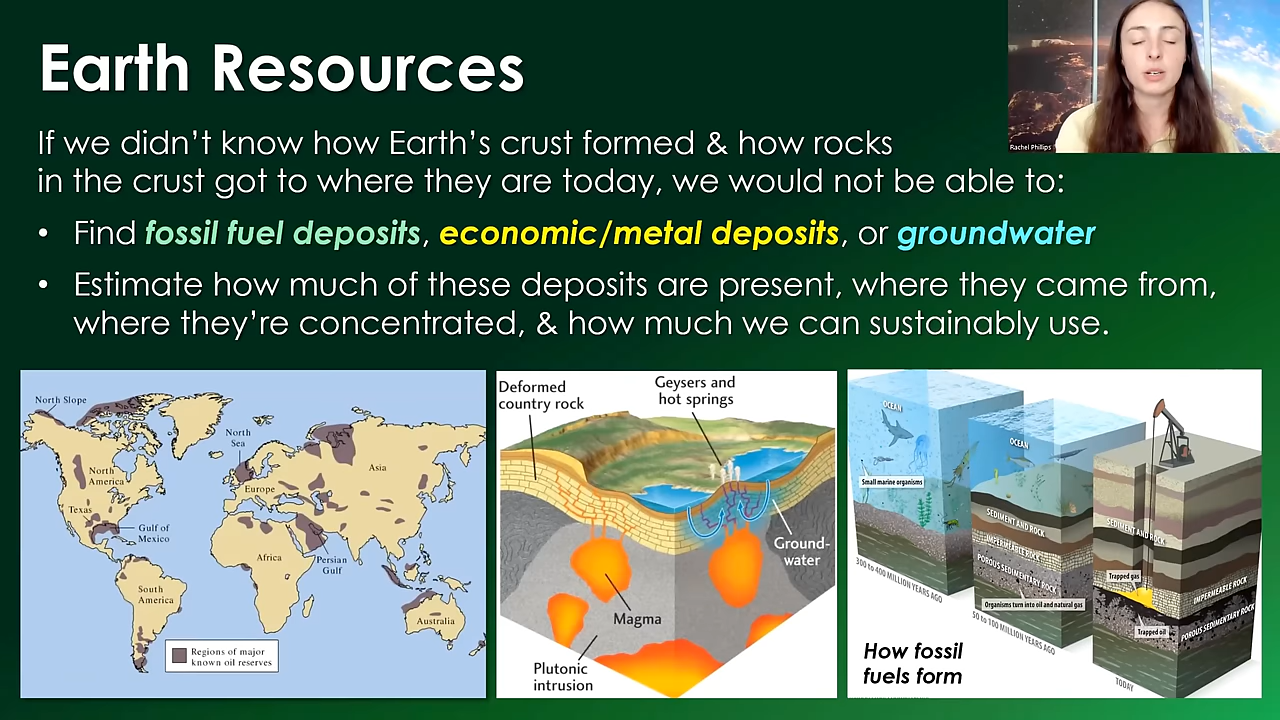 Earth Resources
Rachel Phillips
If we didn't know how Earth's crust formed & how rocks
in the crust got to where they are today, we would not be able to:
• Find fossil fuel deposits, economic/metal deposits, or groundwater
• Estimate how much of these deposits are present, where they came from,
where they're concentrated, & how much we can sustainably use.
North Slope
North
Sea
North
America
Europe
Asia
Texas
Gulf of
Mexico
Africa
Persian
Gulf
South
America
Australia
Regions of major
known oil reserves
Deformed
country rock
Geysers and
hot springs
Ground-
water
Magma
Plutonic
intrusion
OCEAN
Small marine organisms
300 to 400 MILLION YEARS AGO
OCEAN
SEDIMENT AND ROCK
IMPERMEABLE ROCK
POROUS SEDIMENTARY ROCK
Organisms turn into oil and natural gas
50 to 100 MILLION YEARS AGO
SEDIMENT AND ROCK
Trapped gas
IMPERMEABLE ROCK
Trapped oil
POROUS SEDIMENTARY ROCK
TODAY
How fossil
fuels form